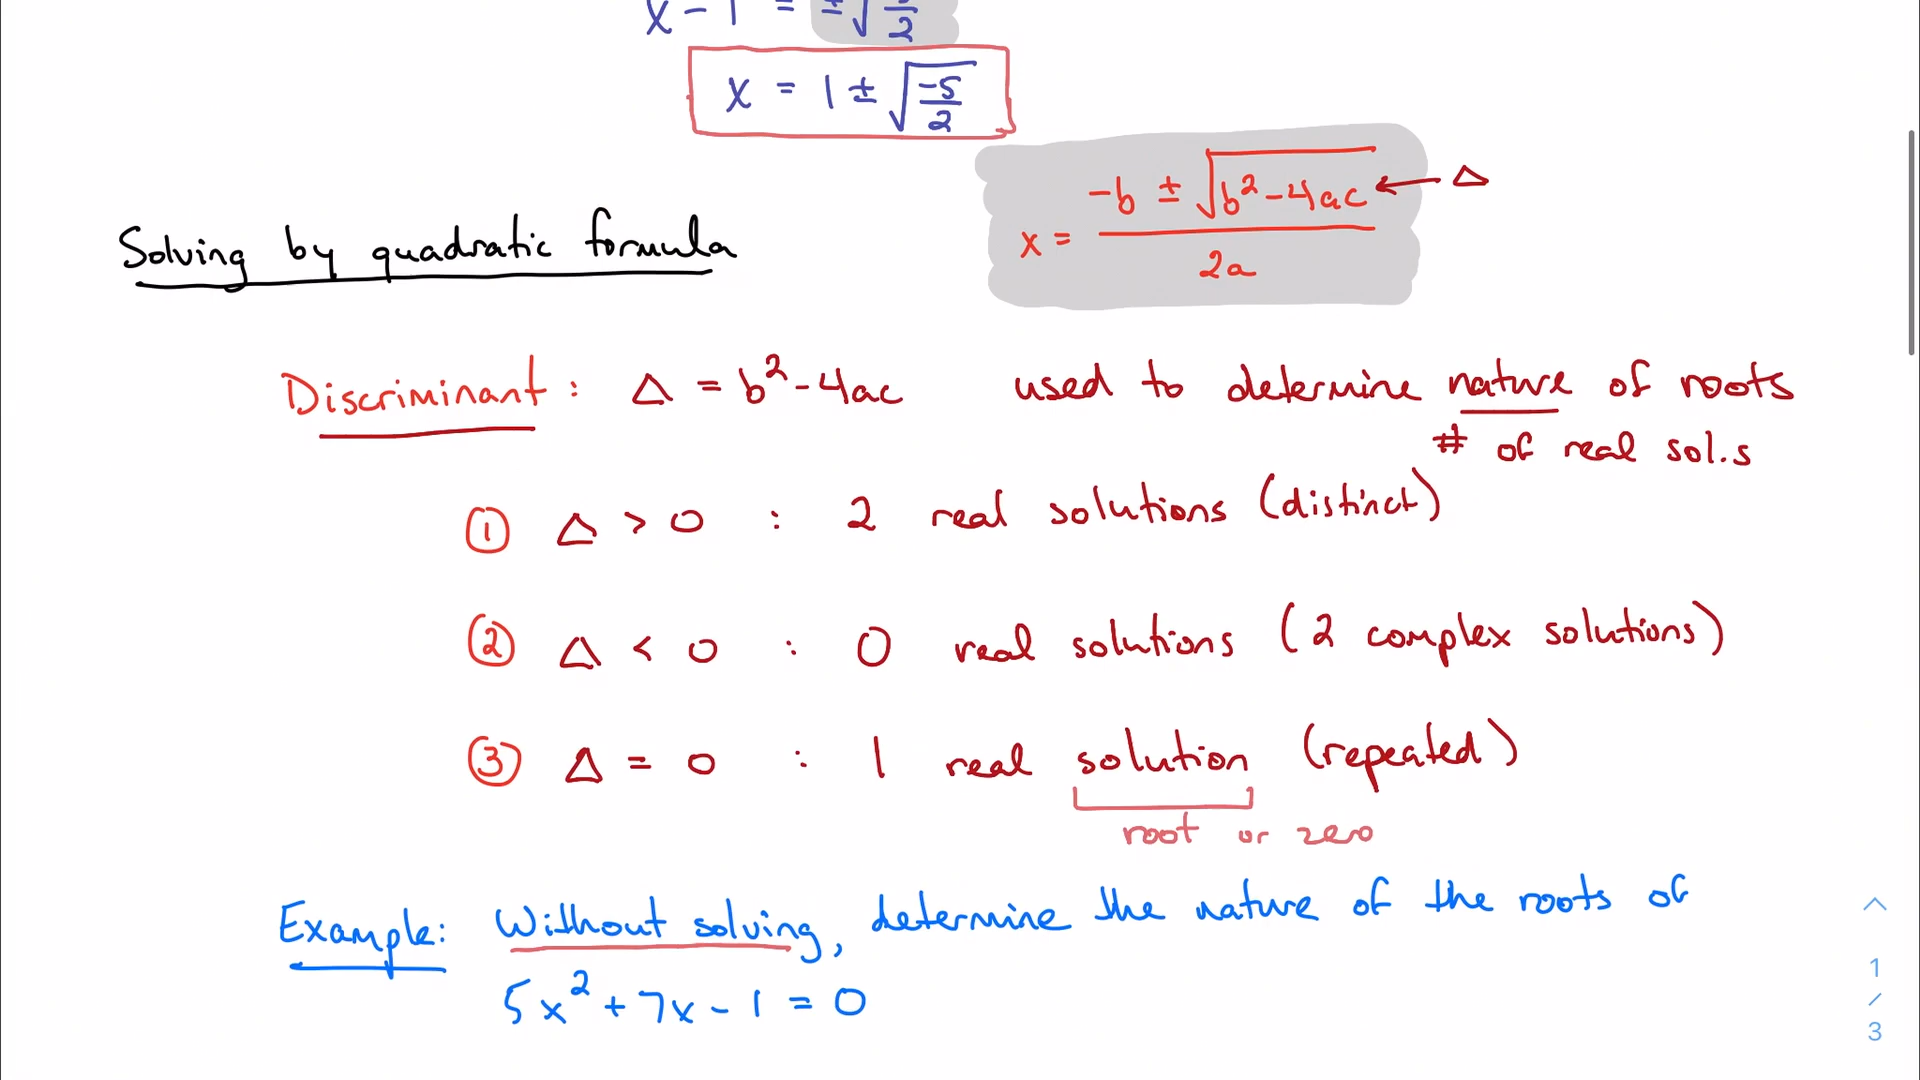 x - 1 = ±√ /2
x = 1 ± √(-5/2)
x = (-b ± √(b² - 4ac)) / 2a ← Δ
Solving by quadratic formula
Discriminant : Δ = b² - 4ac used to determine nature of roots
# of real sol.s
① Δ > 0 : 2 real solutions (distinct)
② Δ < 0 : 0 real solutions (2 complex solutions)
③ Δ = 0 : 1 real solution (repeated)
root or zero
Example: Without solving, determine the nature of the roots of
5x² + 7x - 1 = 0
1
/
3